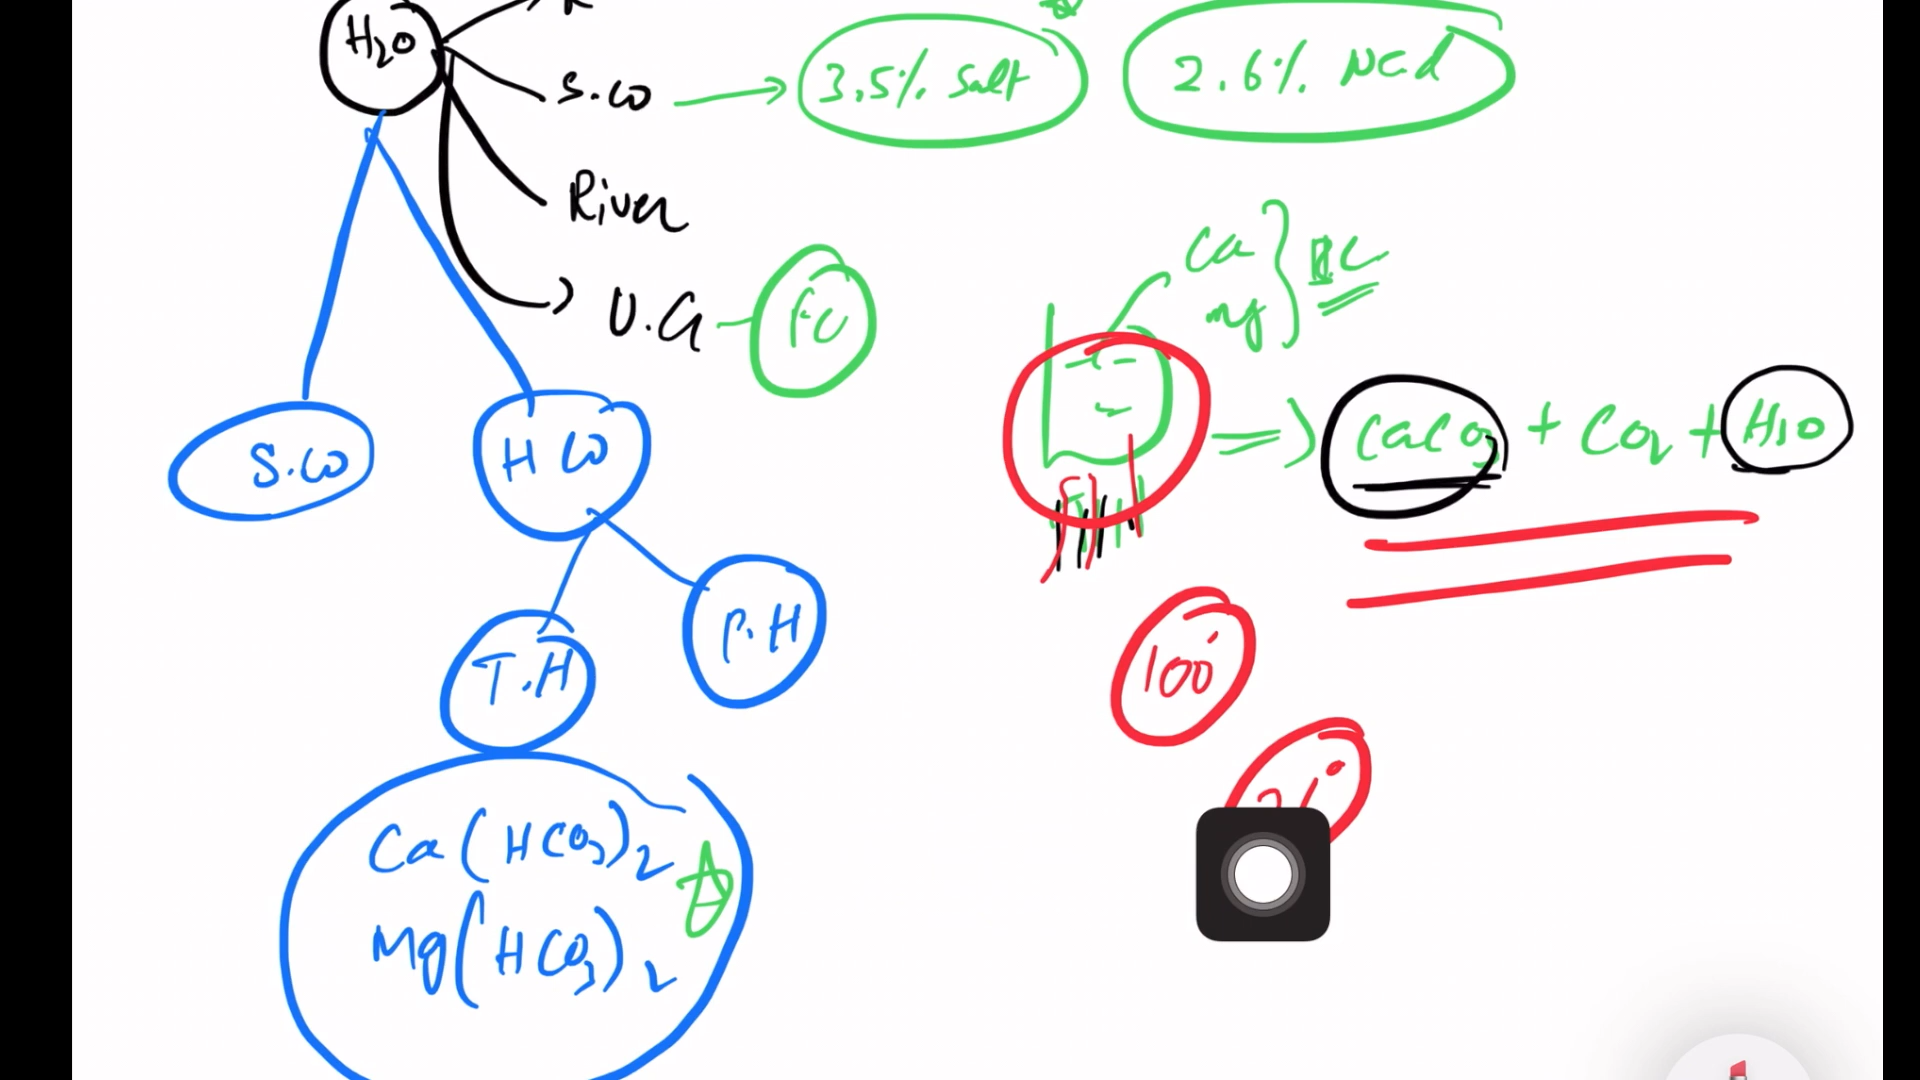 H₂O
S.W → 3.5% Salt 2.6% NCl
River
U.G FC
Ca
mg
S.W HW
⇒ CaCO₃ + CO₂ + H₂O
T.H P.H
100°
Ca(HCO₃)₂
Mg(HCO₃)₂